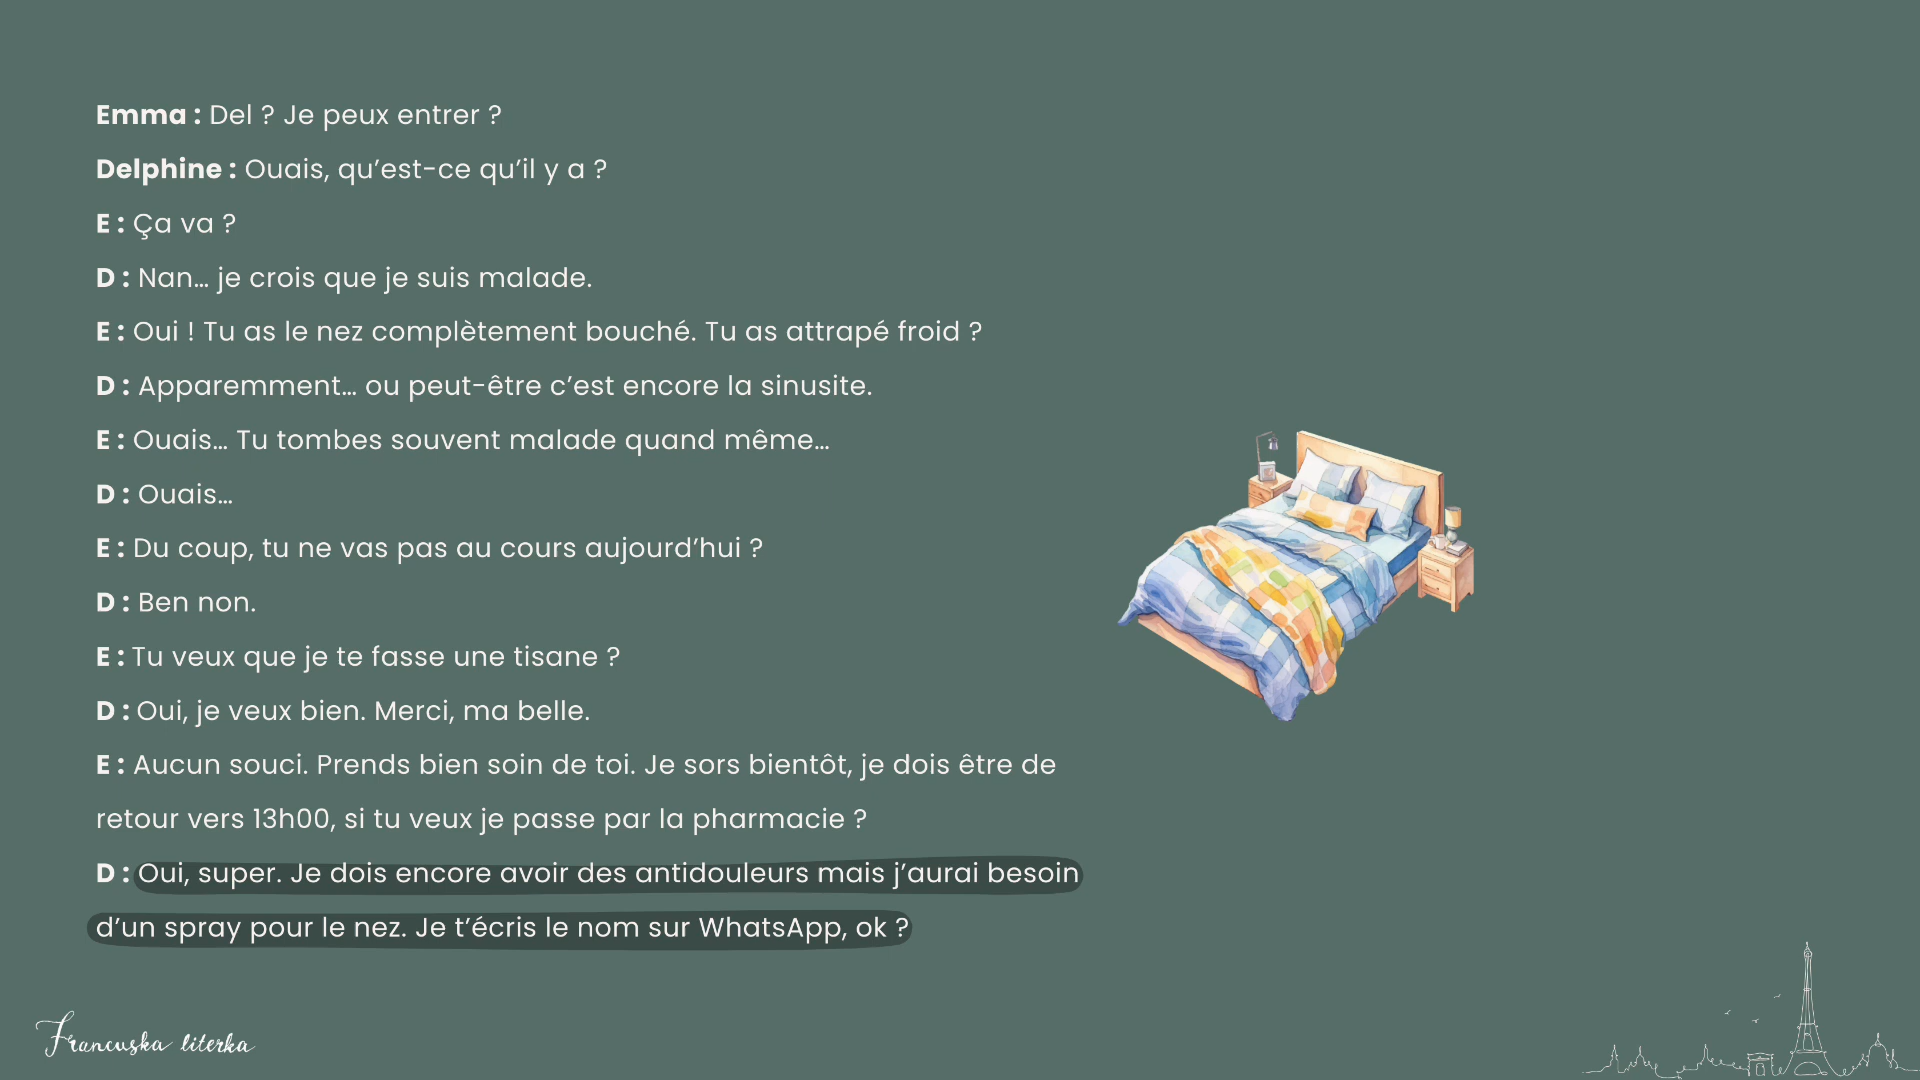 Emma : Del ? Je peux entrer ?
Delphine : Ouais, qu’est-ce qu’il y a ?
E : Ça va ?
D : Nan… je crois que je suis malade.
E : Oui ! Tu as le nez complètement bouché. Tu as attrapé froid ?
D : Apparemment… ou peut-être c’est encore la sinusite.
E : Ouais… Tu tombes souvent malade quand même…
D : Ouais…
E : Du coup, tu ne vas pas au cours aujourd’hui ?
D : Ben non.
E : Tu veux que je te fasse une tisane ?
D : Oui, je veux bien. Merci, ma belle.
E : Aucun souci. Prends bien soin de toi. Je sors bientôt, je dois être de
retour vers 13h00, si tu veux je passe par la pharmacie ?
D : Oui, super. Je dois encore avoir des antidouleurs mais j’aurai besoin
d’un spray pour le nez. Je t’écris le nom sur WhatsApp, ok ?
Francuska literka